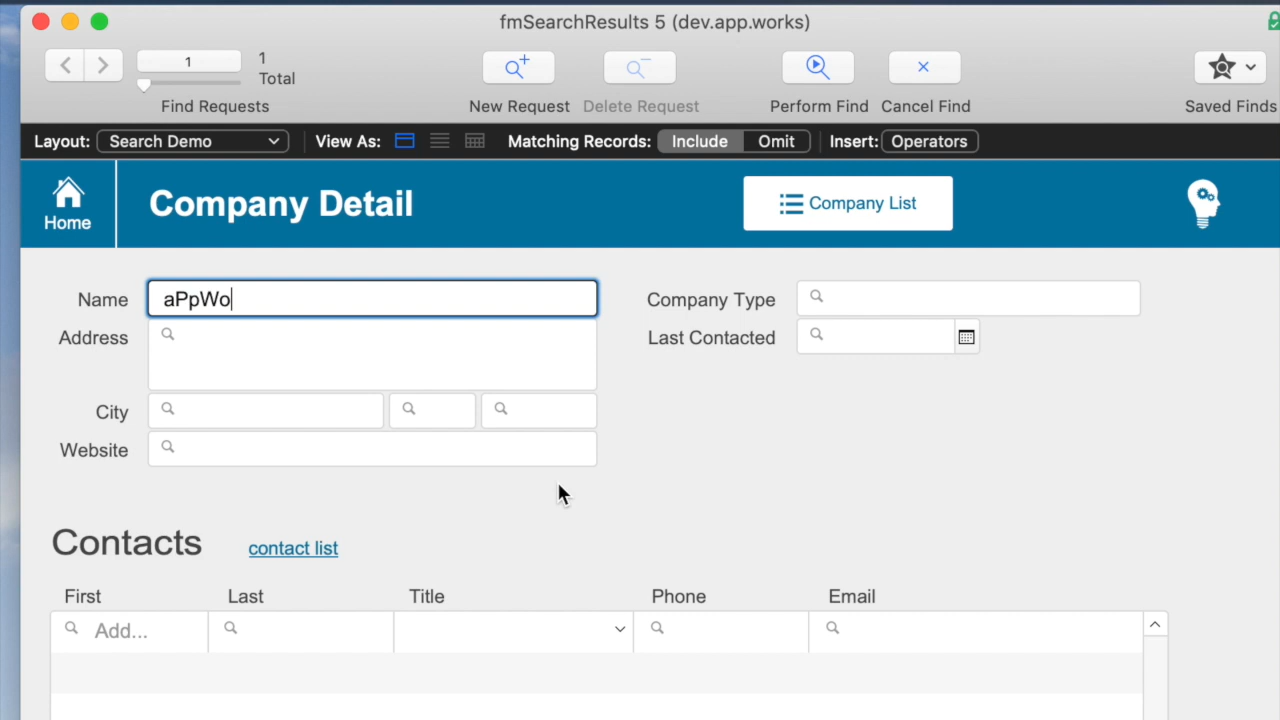 fmSearchResults 5 (dev.app.works)
1
1
Total
Find Requests
New Request
Delete Request
Perform Find
Cancel Find
Saved Finds
Layout: Search Demo
View As:
Matching Records: Include Omit
Insert: Operators
Home
Company Detail
Company List
Name aPpWo
Company Type
Address
Last Contacted
City
Website
Contacts
contact list
First Last Title Phone Email
Add...